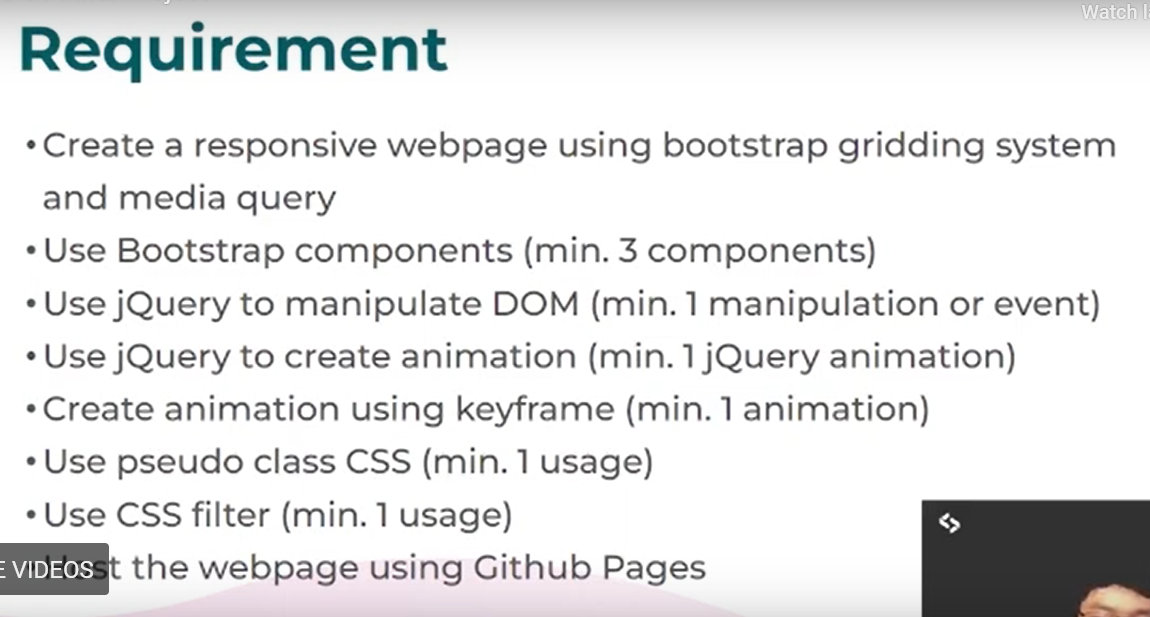 Watch
Requirement
• Create a responsive webpage using bootstrap gridding system
and media query
• Use Bootstrap components (min. 3 components)
• Use jQuery to manipulate DOM (min. 1 manipulation or event)
• Use jQuery to create animation (min. 1 jQuery animation)
• Create animation using keyframe (min. 1 animation)
• Use pseudo class CSS (min. 1 usage)
• Use CSS filter (min. 1 usage)
• Host the webpage using Github Pages
E VIDEOS